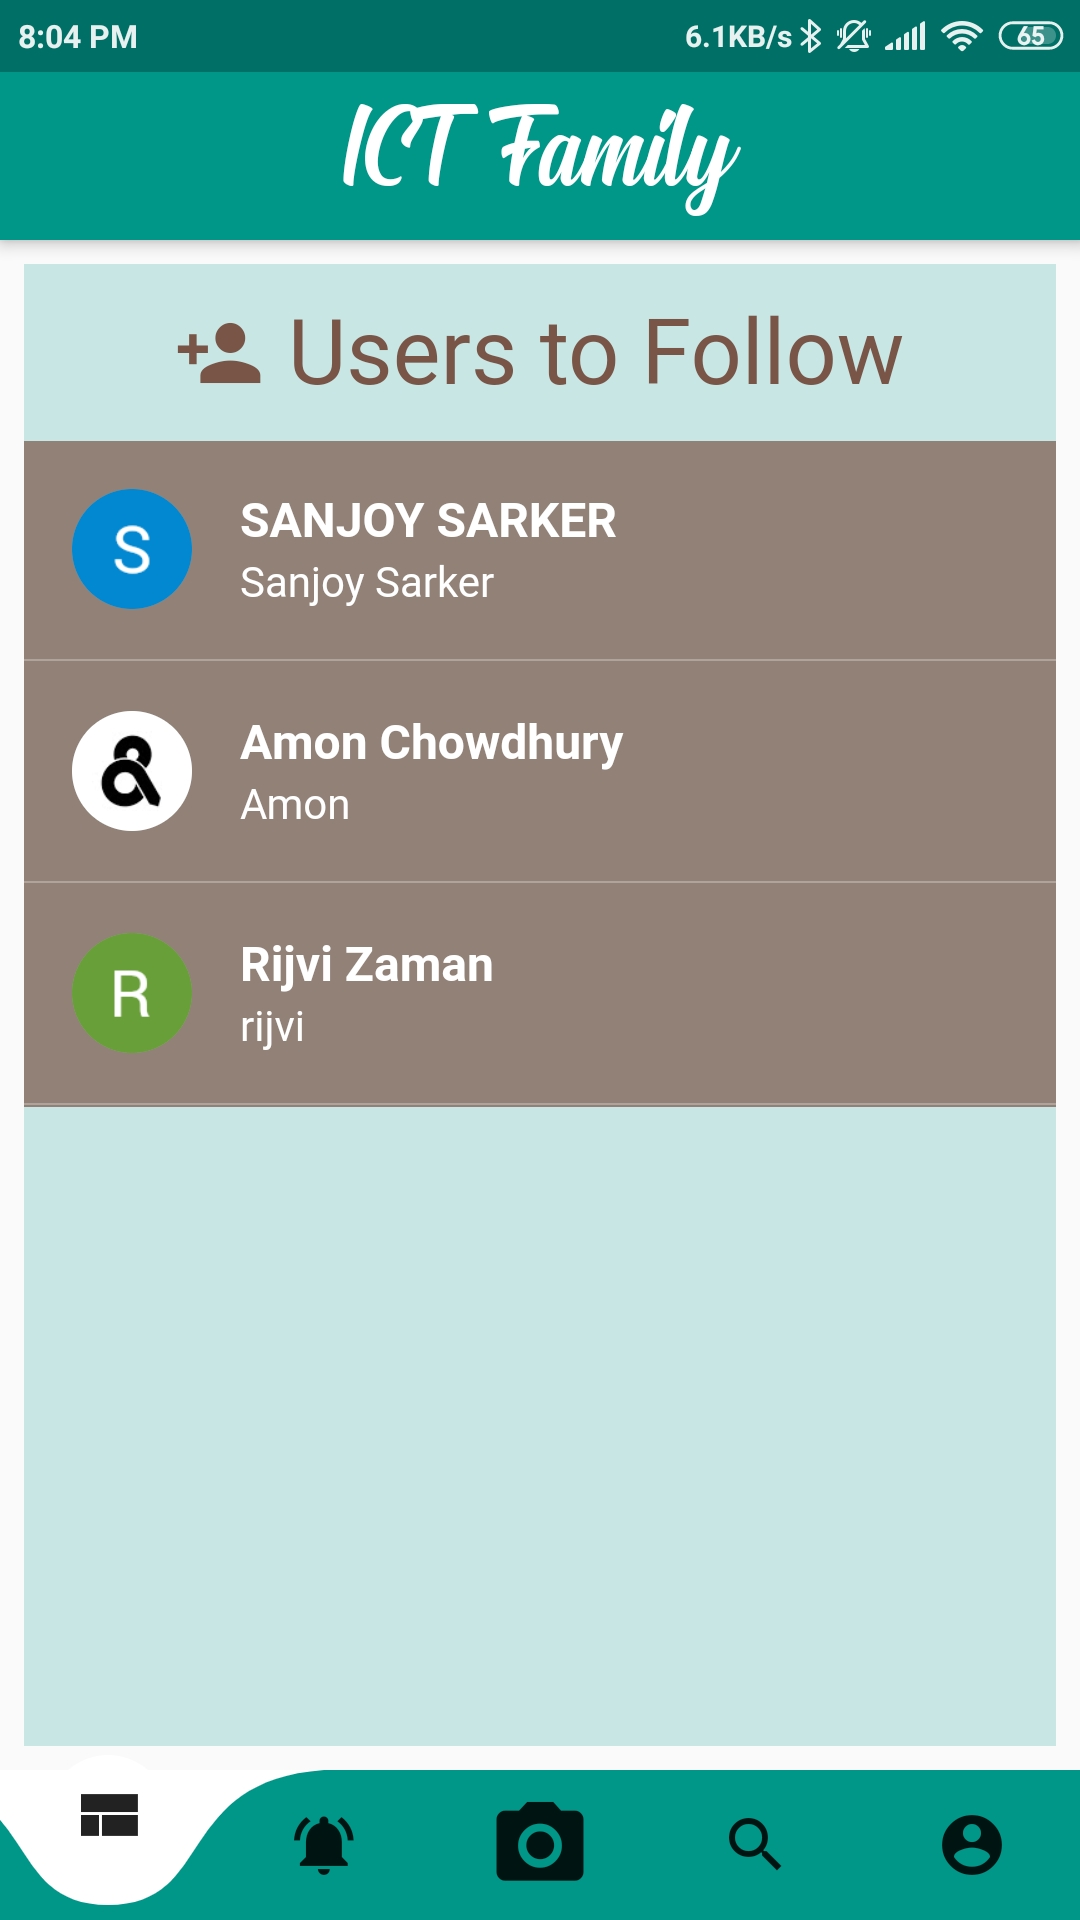 8:04 PM 6.1KB/s 65
ICT Family
Users to Follow
S
SANJOY SARKER
Sanjoy Sarker
Amon Chowdhury
Amon
R
Rijvi Zaman
rijvi